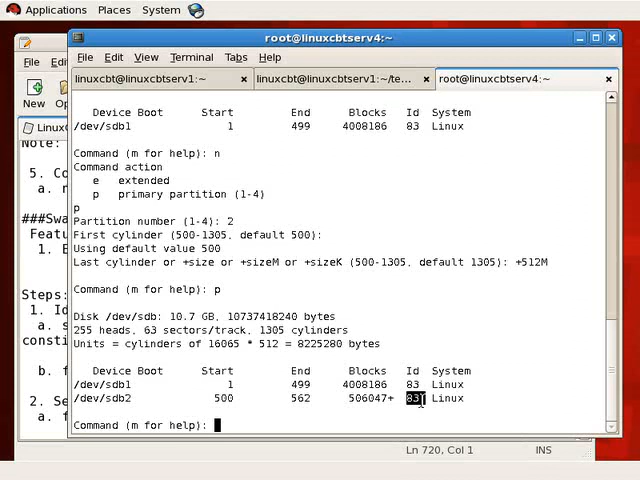 Applications Places System
root@linuxcbtserv4:~
File Edit View Terminal Tabs Help
linuxcbt@linuxcbtserv1:~
linuxcbt@linuxcbtserv1:~/te...
root@linuxcbtserv4:~
Device Boot Start End Blocks Id System
/dev/sdb1 1 499 4008186 83 Linux
Command (m for help): n
Command action
e extended
p primary partition (1-4)
p
Partition number (1-4): 2
First cylinder (500-1305, default 500):
Using default value 500
Last cylinder or +size or +sizeM or +sizeK (500-1305, default 1305): +512M
Command (m for help): p
Disk /dev/sdb: 10.7 GB, 10737418240 bytes
255 heads, 63 sectors/track, 1305 cylinders
Units = cylinders of 16065 * 512 = 8225280 bytes
Device Boot Start End Blocks Id System
/dev/sdb1 1 499 4008186 83 Linux
/dev/sdb2 500 562 506047+ 83 Linux
Command (m for help):
File
New
Note:
5. Co
a. r
###Swa
Featu
1. E
Steps:
1. Id
a. s
consti
b. f
2. Se
a. f
Ln 720, Col 1 INS